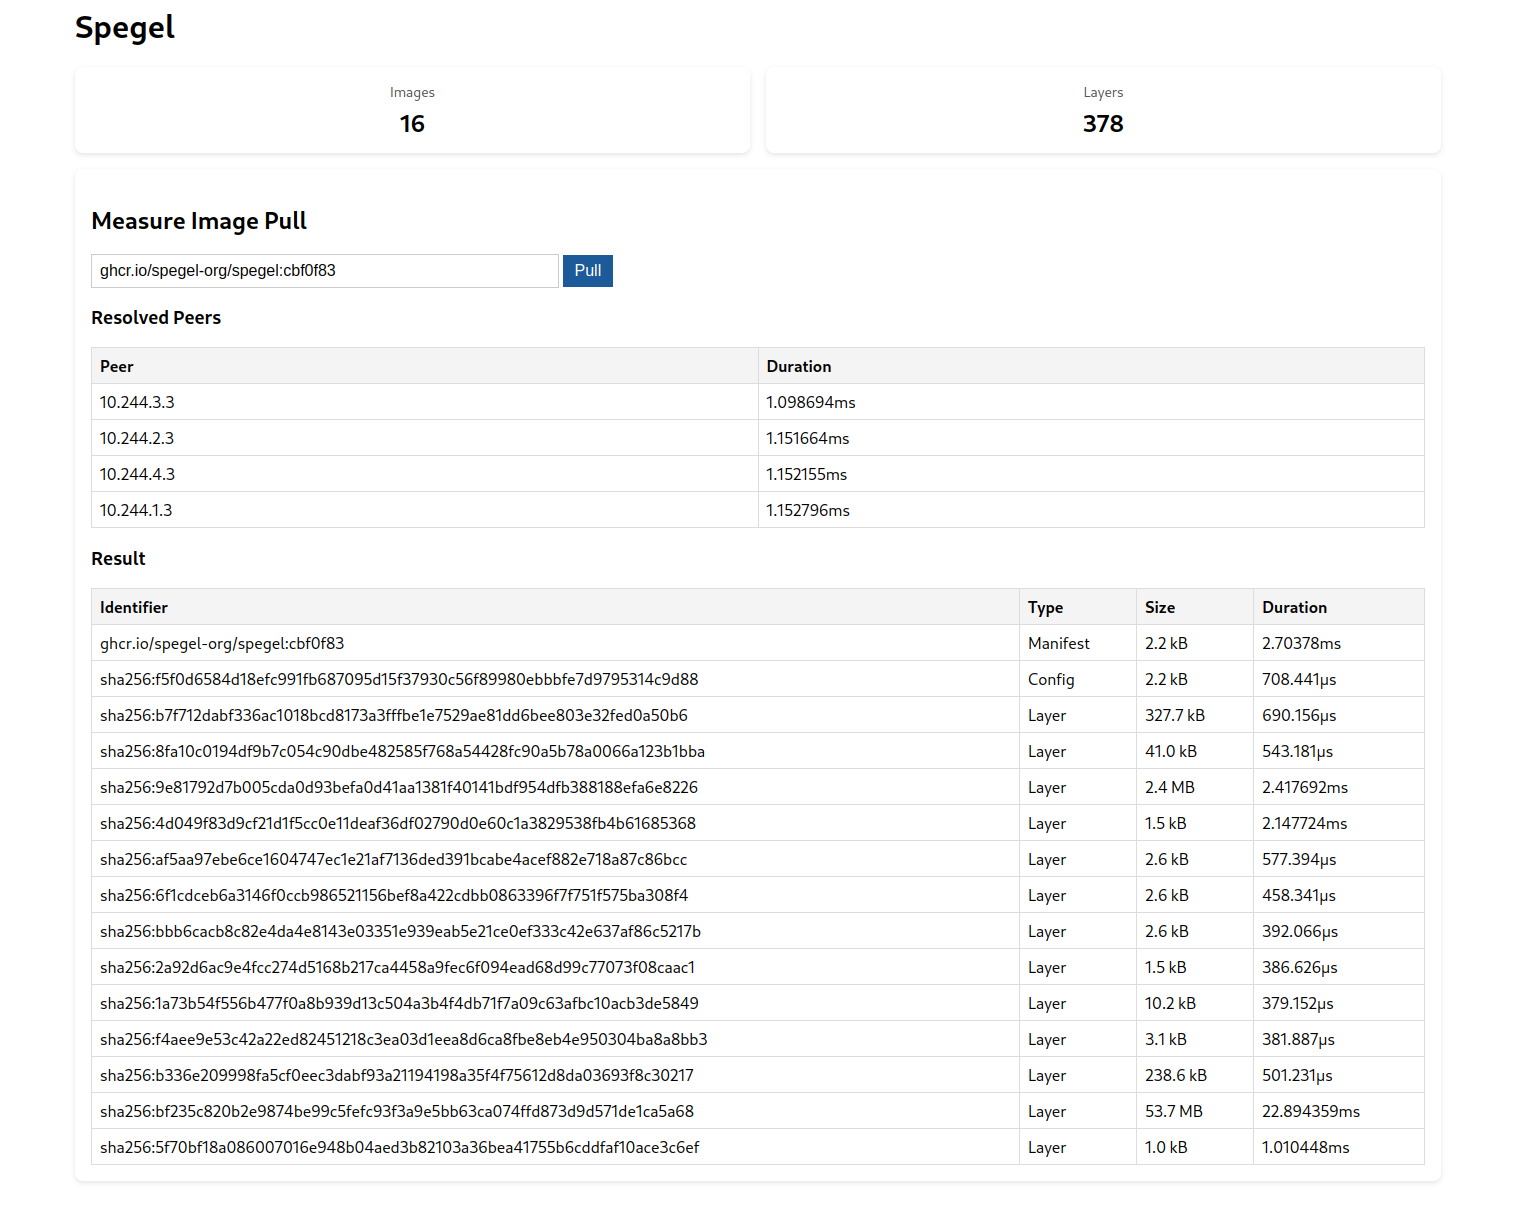 Spegel
Images
16
Layers
378
Measure Image Pull
ghcr.io/spegel-org/spegel:cbf0f83
Pull
Resolved Peers
Peer Duration
10.244.3.3 1.098694ms
10.244.2.3 1.151664ms
10.244.4.3 1.152155ms
10.244.1.3 1.152796ms
Result
Identifier Type Size Duration
ghcr.io/spegel-org/spegel:cbf0f83 Manifest 2.2 kB 2.70378ms
sha256:f5f0d6584d18efc991fb687095d15f37930c56f89980ebbbfe7d9795314c9d88 Config 2.2 kB 708.441µs
sha256:b7f712dabf336ac1018bcd8173a3fffbe1e7529ae81dd6bee803e32fed0a50b6 Layer 327.7 kB 690.156µs
sha256:8fa10c0194df9b7c054c90dbe482585f768a54428fc90a5b78a0066a123b1bba Layer 41.0 kB 543.181µs
sha256:9e81792d7b005cda0d93befa0d41aa1381f40141bdf954dfb388188efa6e8226 Layer 2.4 MB 2.417692ms
sha256:4d049f83d9cf21d1f5cc0e11deaf36df02790d0e60c1a3829538fb4b61685368 Layer 1.5 kB 2.147724ms
sha256:af5aa97ebe6ce1604747ec1e21af7136ded391bcabe4acef882e718a87c86bcc Layer 2.6 kB 577.394µs
sha256:6f1cdceb6a3146f0ccb986521156bef8a422cdbb0863396f7f751f575ba308f4 Layer 2.6 kB 458.341µs
sha256:bbb6cacb8c82e4da4e8143e03351e939eab5e21ce0ef333c42e637af86c5217b Layer 2.6 kB 392.066µs
sha256:2a92d6ac9e4fcc274d5168b217ca4458a9fec6f094ead68d99c77073f08caac1 Layer 1.5 kB 386.626µs
sha256:1a73b54f556b477f0a8b939d13c504a3b4f4db71f7a09c63afbc10acb3de5849 Layer 10.2 kB 379.152µs
sha256:f4aee9e53c42a22ed82451218c3ea03d1eea8d6ca8fbe8eb4e950304ba8a8bb3 Layer 3.1 kB 381.887µs
sha256:b336e209998fa5cf0eec3dabf93a21194198a35f4f75612d8da03693f8c30217 Layer 238.6 kB 501.231µs
sha256:bf235c820b2e9874be99c5fefc93f3a9e5bb63ca074ffd873d9d571de1ca5a68 Layer 53.7 MB 22.894359ms
sha256:5f70bf18a086007016e948b04aed3b82103a36bea41755b6cddfaf10ace3c6ef Layer 1.0 kB 1.010448ms